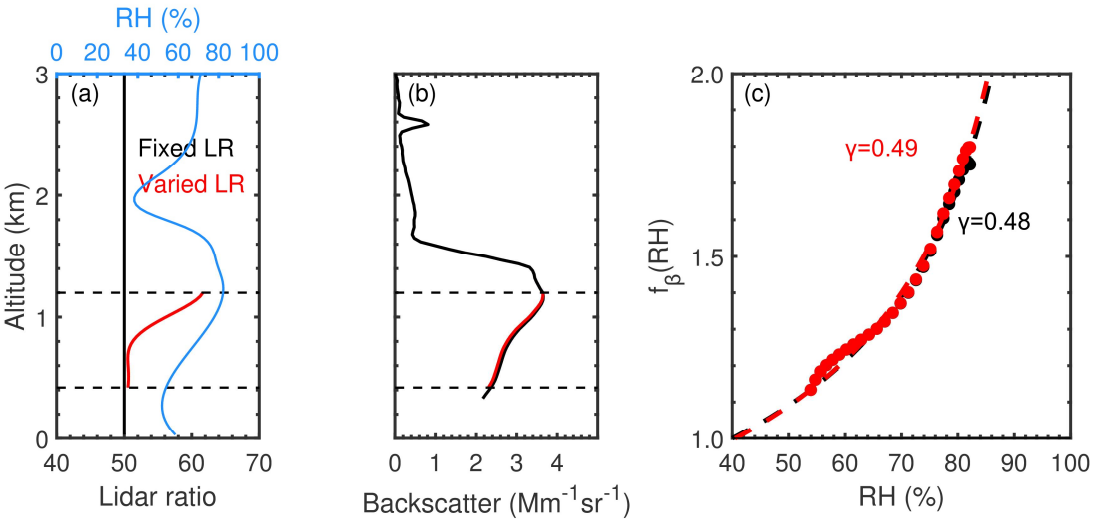 RH (%)
0 20 40 60 80 100
3
2
1
0
Altitude (km)
(a)
Fixed LR
Varied LR
40 50 60 70
Lidar ratio
(b)
0 1 2 3 4
Backscatter (Mm⁻¹sr⁻¹)
(c)
2.0
1.5
1.0
fβ(RH)
γ=0.49
γ=0.48
40 50 60 70 80 90 100
RH (%)